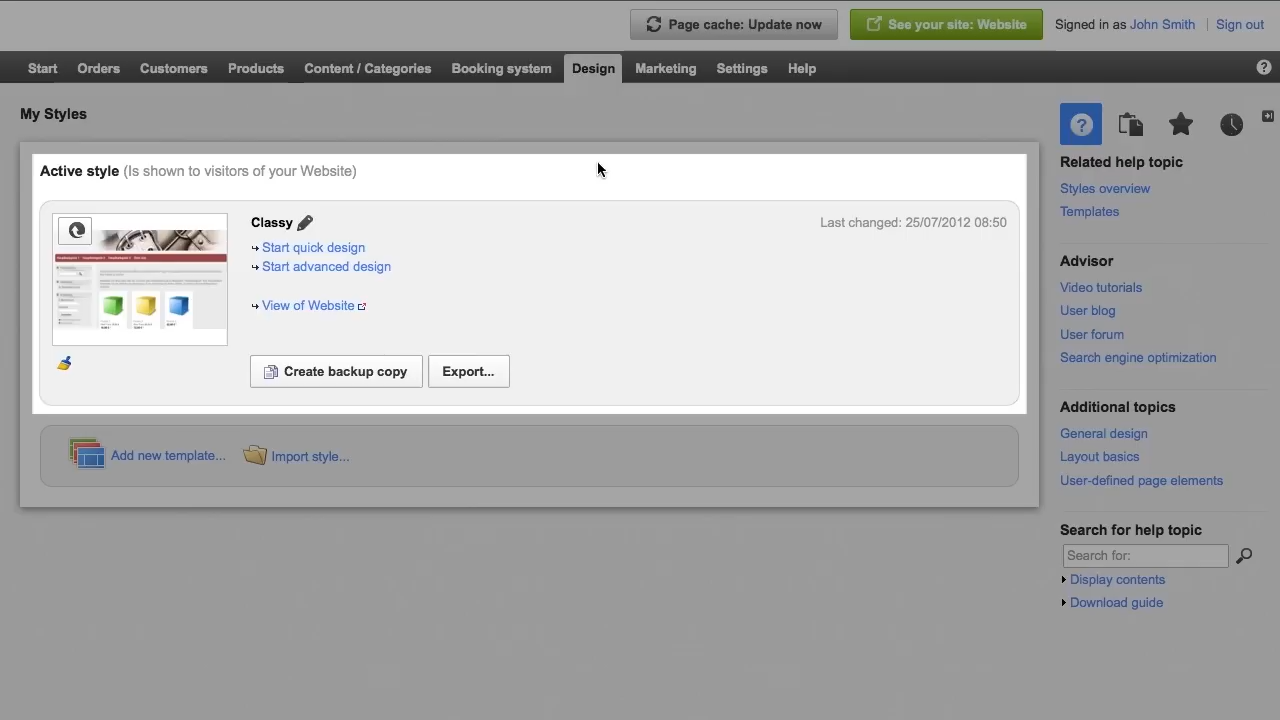 Page cache: Update now
See your site: Website
Signed in as John Smith
Sign out
Start
Orders
Customers
Products
Content / Categories
Booking system
Design
Marketing
Settings
Help
My Styles
Active style (Is shown to visitors of your Website)
Classy
Last changed: 25/07/2012 08:50
Start quick design
Start advanced design
View of Website
Create backup copy
Export...
Add new template...
Import style...
Related help topic
Styles overview
Templates
Advisor
Video tutorials
User blog
User forum
Search engine optimization
Additional topics
General design
Layout basics
User-defined page elements
Search for help topic
Search for:
Display contents
Download guide